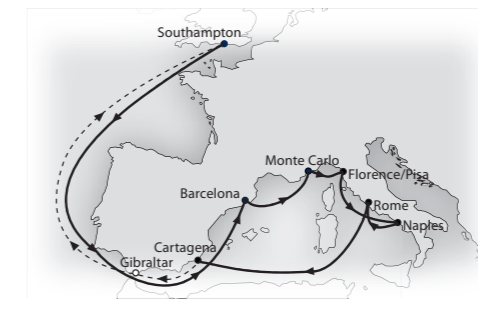 Southampton
Monte Carlo
Florence/Pisa
Barcelona
Rome
Naples
Cartagena
Gibraltar